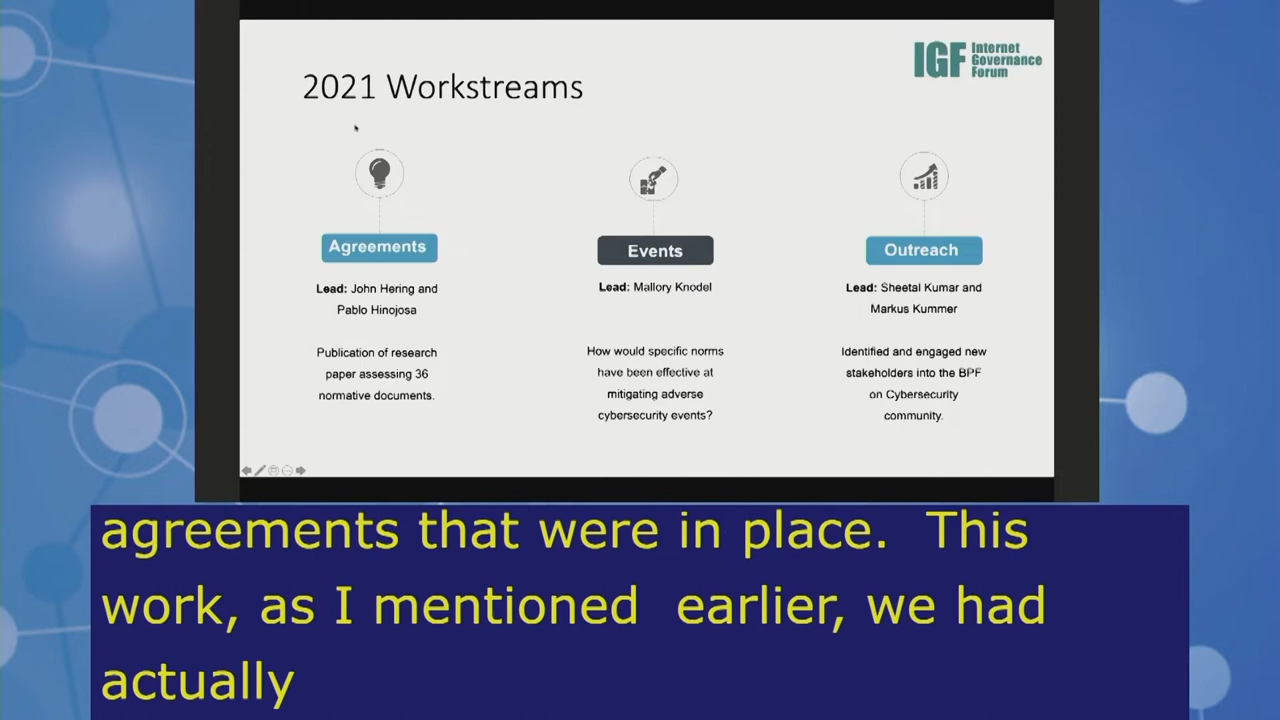 2021 Workstreams
IGF Internet
Governance
Forum
Agreements
Lead: John Hering and
Pablo Hinojosa
Publication of research
paper assessing 36
normative documents.
Events
Lead: Mallory Knodel
How would specific norms
have been effective at
mitigating adverse
cybersecurity events?
Outreach
Lead: Sheetal Kumar and
Markus Kummer
Identified and engaged new
stakeholders into the BPF
on Cybersecurity
community.
agreements that were in place.  This
work, as I mentioned  earlier, we had
actually